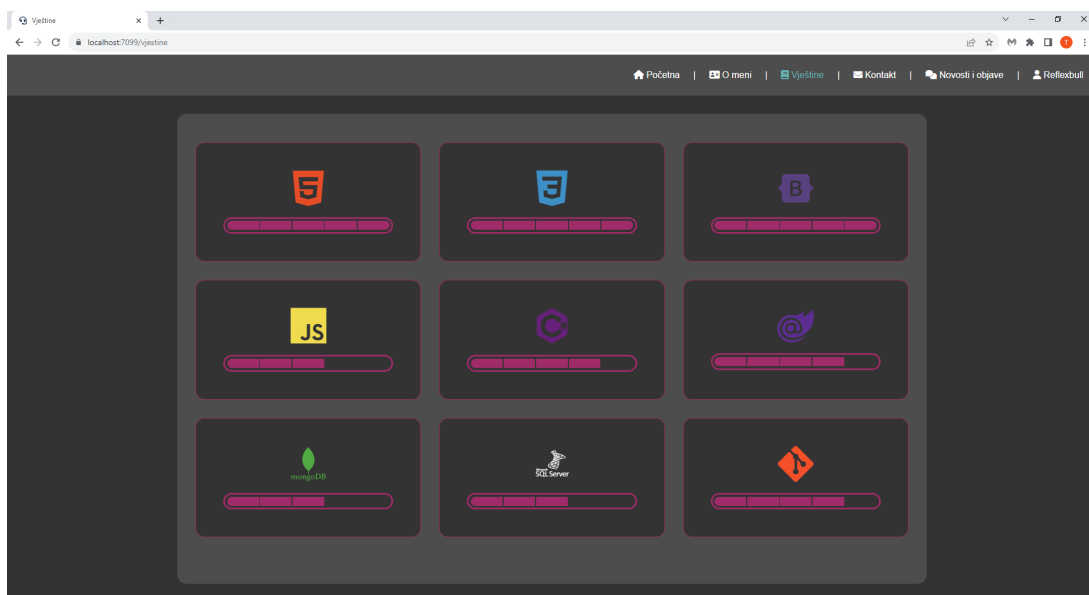 Vještine
localhost:7099/vjestine
T
Početna | O meni | Vještine | Kontakt | Novosti i objave | Reflexbull
5 3 B
JS C @
mongoDB SQL Server